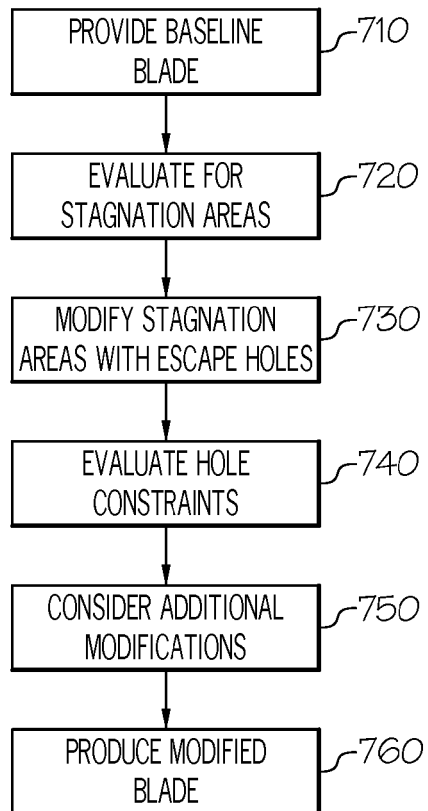 PROVIDE BASELINE
BLADE
710
EVALUATE FOR
STAGNATION AREAS
720
MODIFY STAGNATION
AREAS WITH ESCAPE HOLES
730
EVALUATE HOLE
CONSTRAINTS
740
CONSIDER ADDITIONAL
MODIFICATIONS
750
PRODUCE MODIFIED
BLADE
760